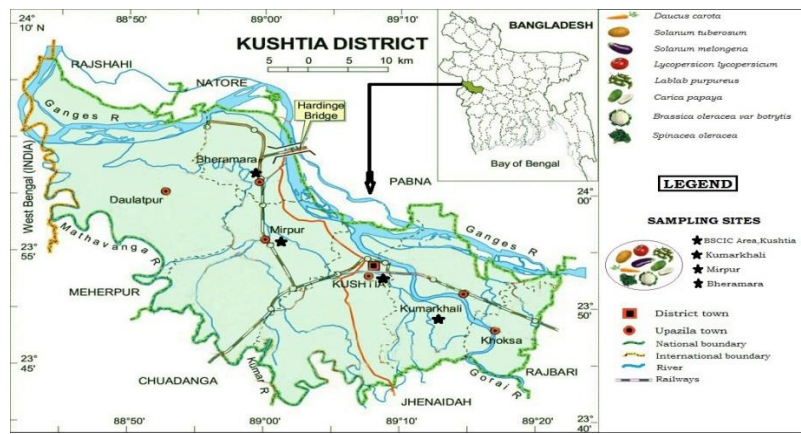 24°
10' N
88°50'
89°00'
89°10'
BANGLADESH
Bay of Bengal
KUSHTIA DISTRICT
5 0 5 10 km
RAJSHAHI
NATORE
Hardinge
Bridge
Ganges R
Bheramara
PABNA
West Bengal (INDIA)
Daulatpur
24°
00'
Mathavanga R
Mirpur
Ganges R
23°
55'
MEHERPUR
KUSHTIA
Kumarkhali
23°
50'
Khoksa
23°
45'
CHUADANGA
Kumar R
Gorai R
RAJBARI
JHENAIDAH
88°50'
89°00'
89°10'
89°20'
23°
40'
Daucus carota
Solanum tuberosum
Solanum melongena
Lycopersicon lycopersicum
Lablab purpureus
Carica papaya
Brassica oleracea var botrytis
Spinacea oleracea
LEGEND
SAMPLING SITES
BSCIC Area,Kushtia
Kumarkhali
Mirpur
Bheramara
District town
Upazila town
National boundary
International boundary
River
Railways